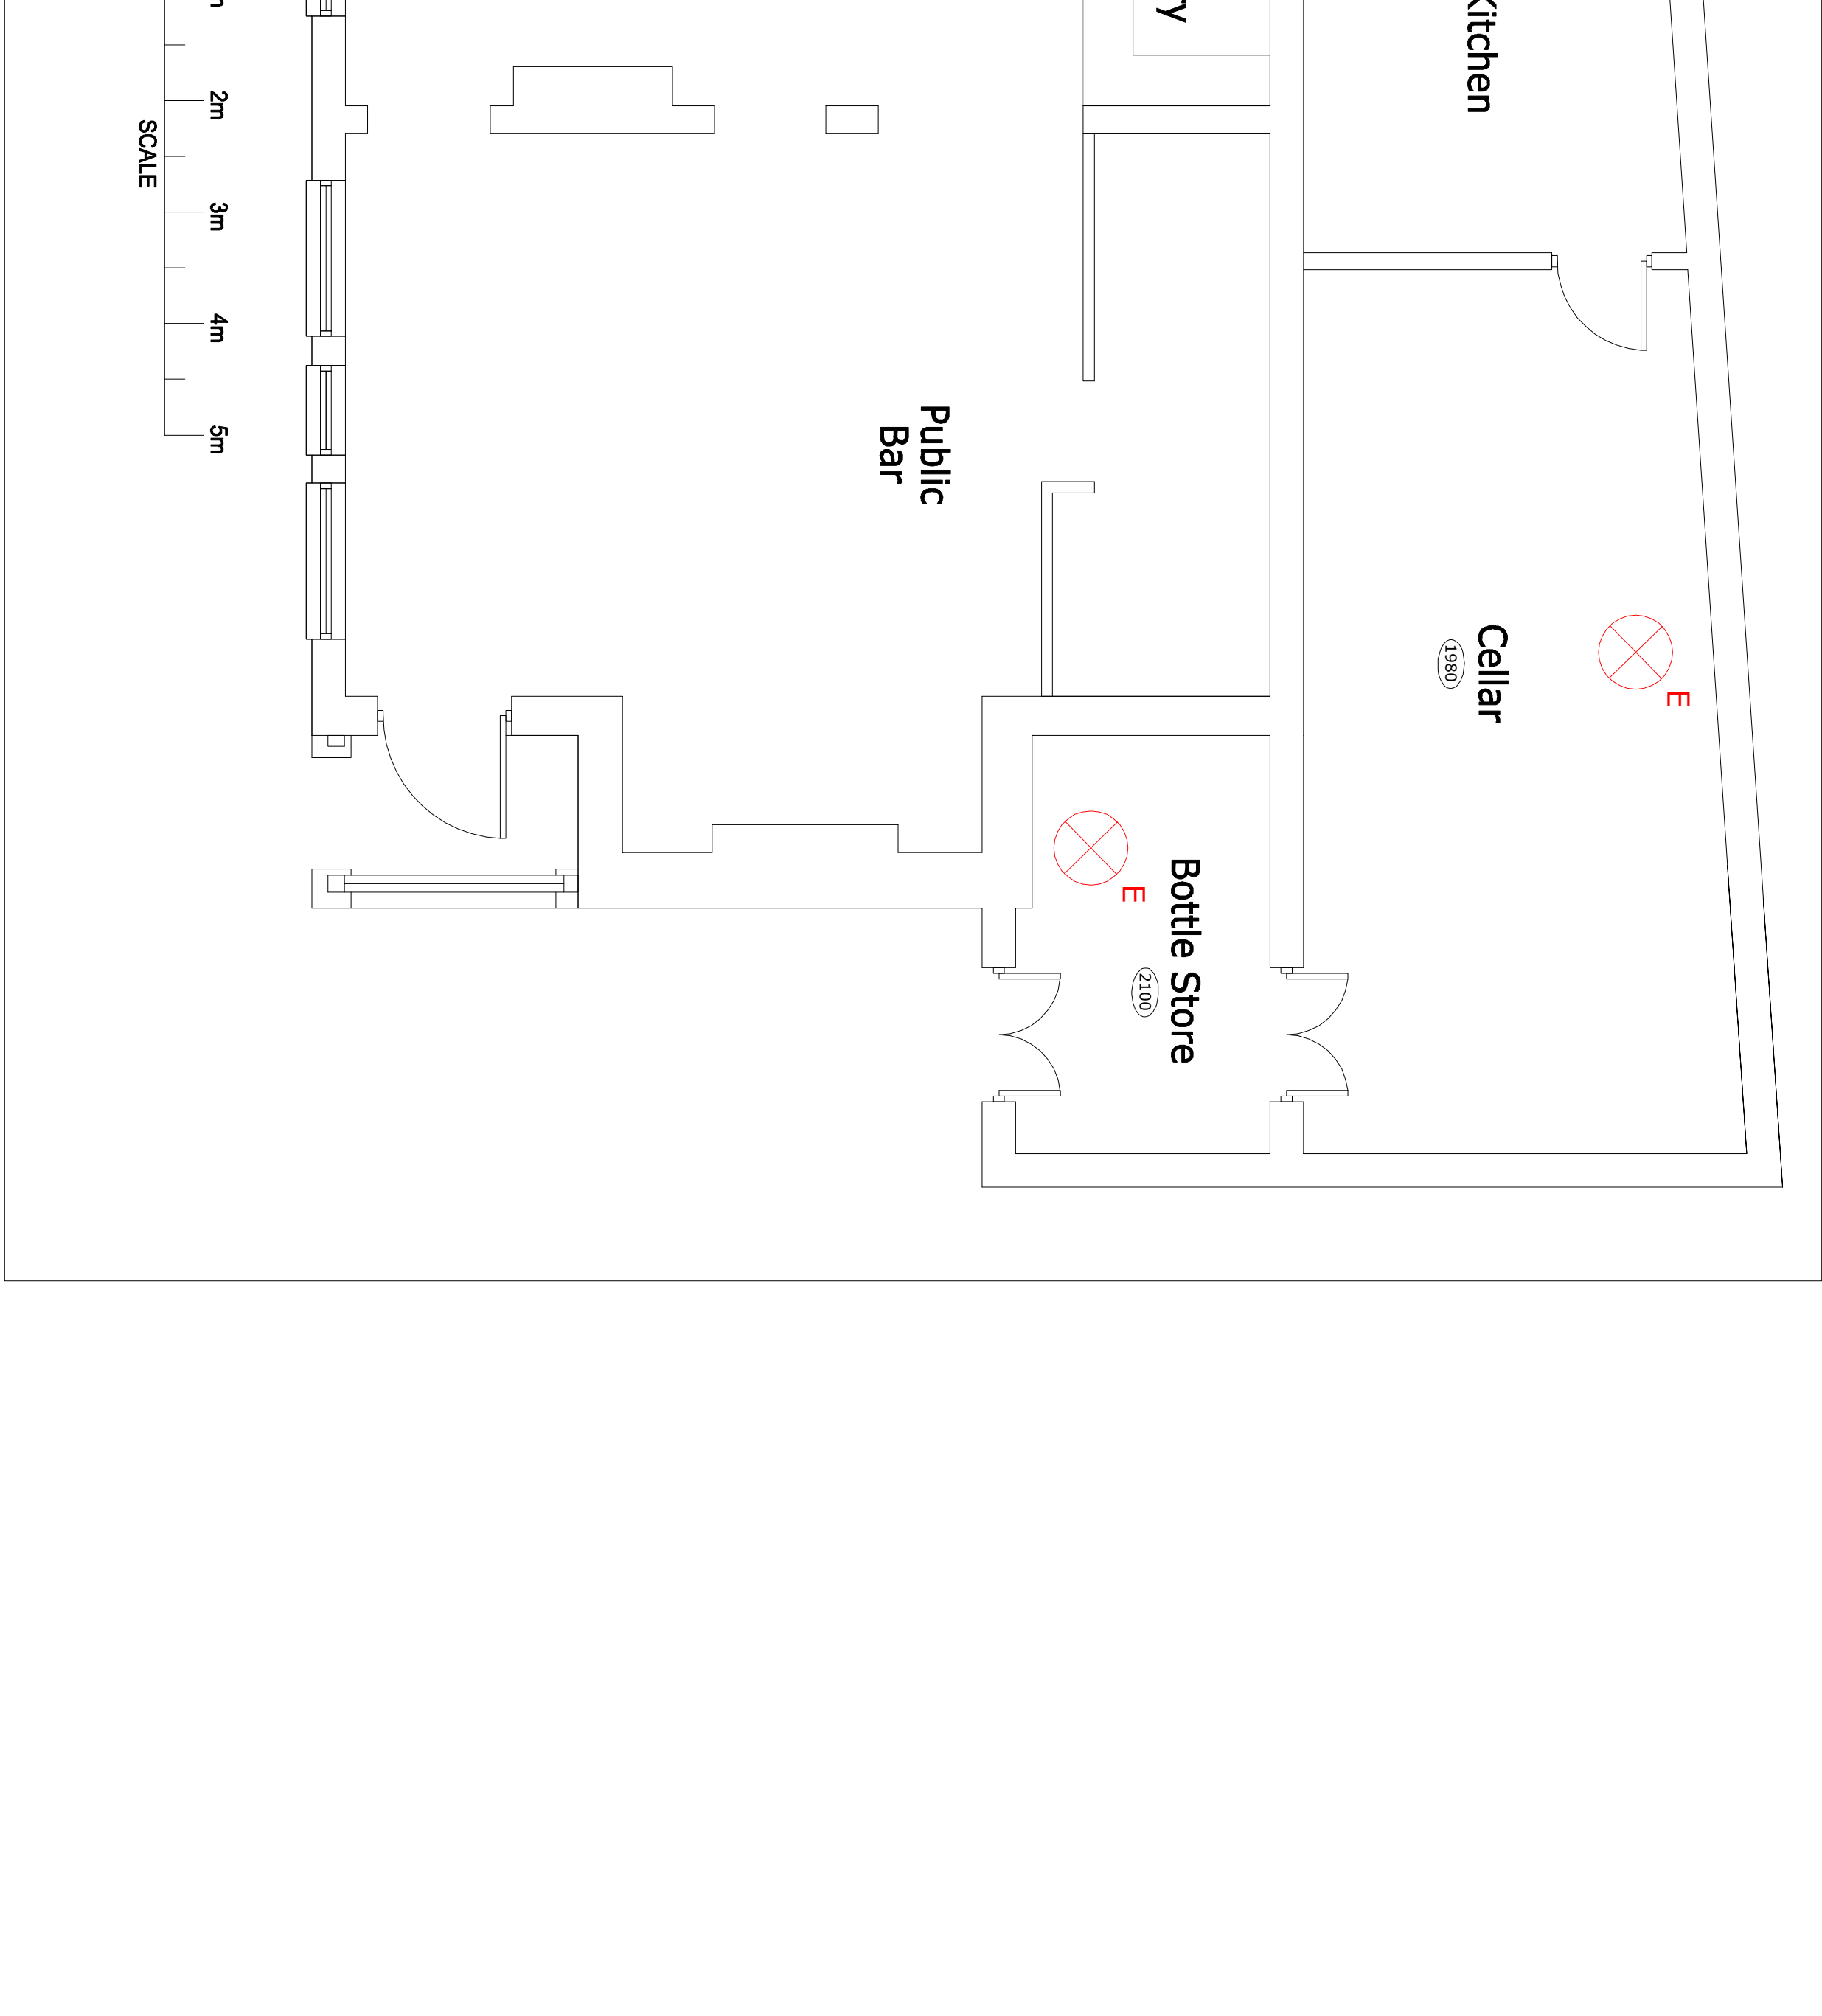 Kitchen
2m
3m
4m
5m
SCALE
Public
Bar
Cellar
1980
E
E
Bottle Store
2100